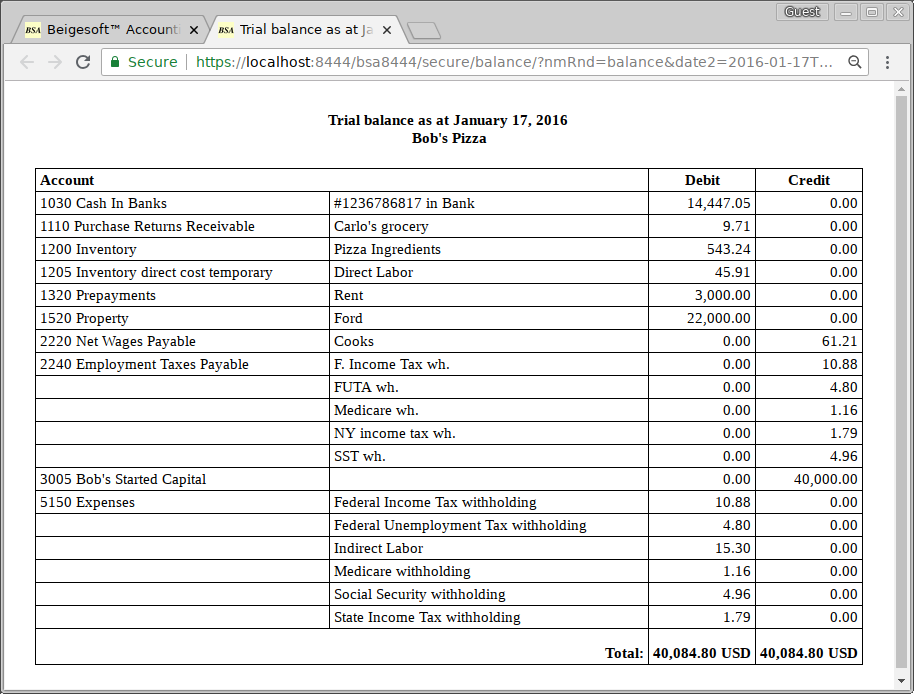 Guest
BSA Beigesoft™ Account
BSA Trial balance as at Ja
Secure https://localhost:8444/bsa8444/secure/balance/?nmRnd=balance&date2=2016-01-17T...
Trial balance as at January 17, 2016
Bob's Pizza
Account Debit Credit
1030 Cash In Banks #1236786817 in Bank 14,447.05 0.00
1110 Purchase Returns Receivable Carlo's grocery 9.71 0.00
1200 Inventory Pizza Ingredients 543.24 0.00
1205 Inventory direct cost temporary Direct Labor 45.91 0.00
1320 Prepayments Rent 3,000.00 0.00
1520 Property Ford 22,000.00 0.00
2220 Net Wages Payable Cooks 0.00 61.21
2240 Employment Taxes Payable F. Income Tax wh. 0.00 10.88
FUTA wh. 0.00 4.80
Medicare wh. 0.00 1.16
NY income tax wh. 0.00 1.79
SST wh. 0.00 4.96
3005 Bob's Started Capital 0.00 40,000.00
5150 Expenses Federal Income Tax withholding 10.88 0.00
Federal Unemployment Tax withholding 4.80 0.00
Indirect Labor 15.30 0.00
Medicare withholding 1.16 0.00
Social Security withholding 4.96 0.00
State Income Tax withholding 1.79 0.00
Total: 40,084.80 USD 40,084.80 USD